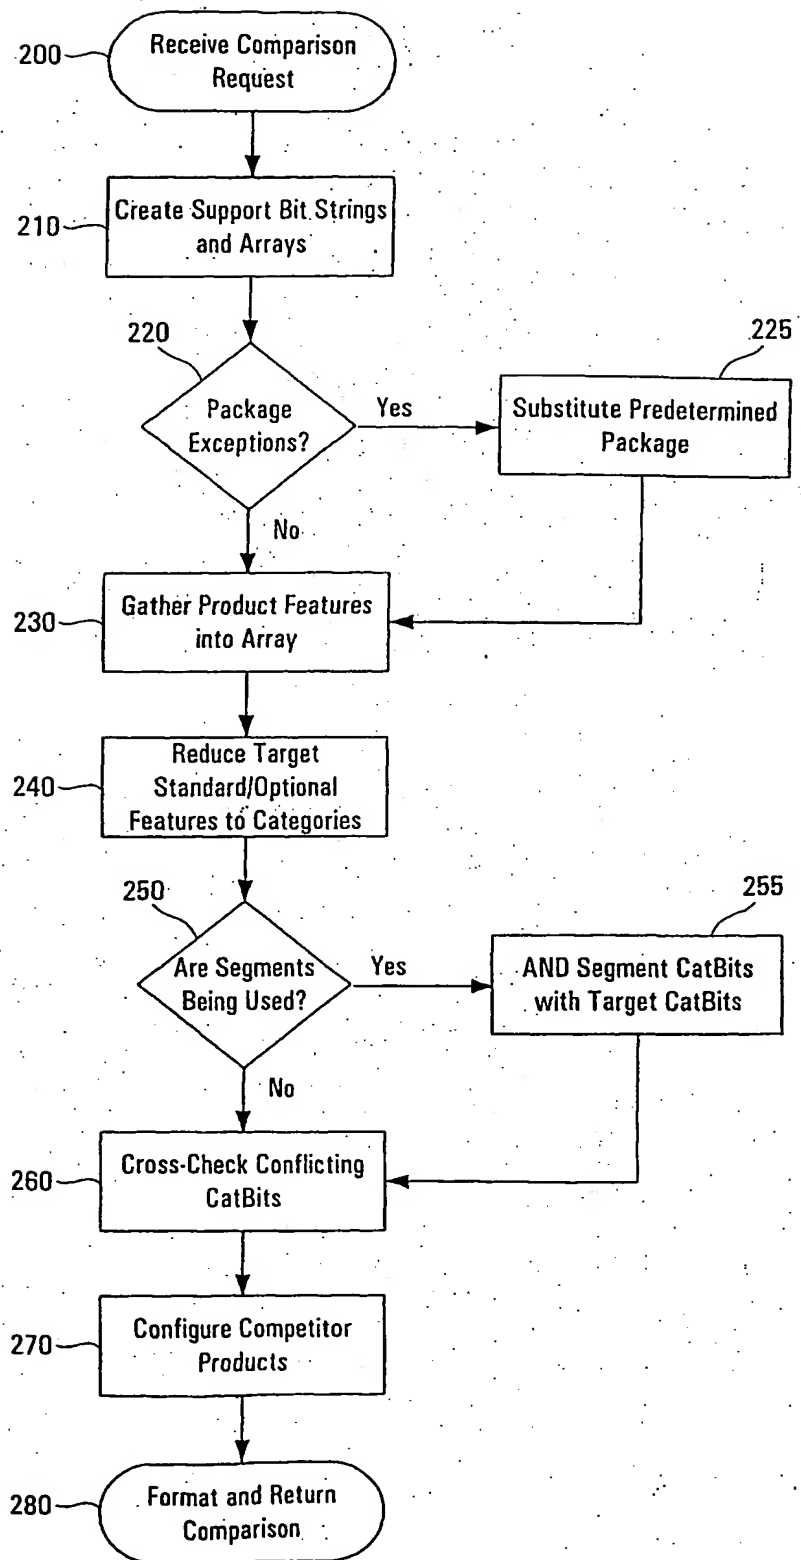 200
Receive Comparison
Request
210
Create Support Bit Strings
and Arrays
220
Package
Exceptions?
Yes
225
Substitute Predetermined
Package
No
230
Gather Product Features
into Array
240
Reduce Target
Standard/Optional
Features to Categories
250
Are Segments
Being Used?
Yes
255
AND Segment CatBits
with Target CatBits
No
260
Cross-Check Conflicting
CatBits
270
Configure Competitor
Products
280
Format and Return
Comparison